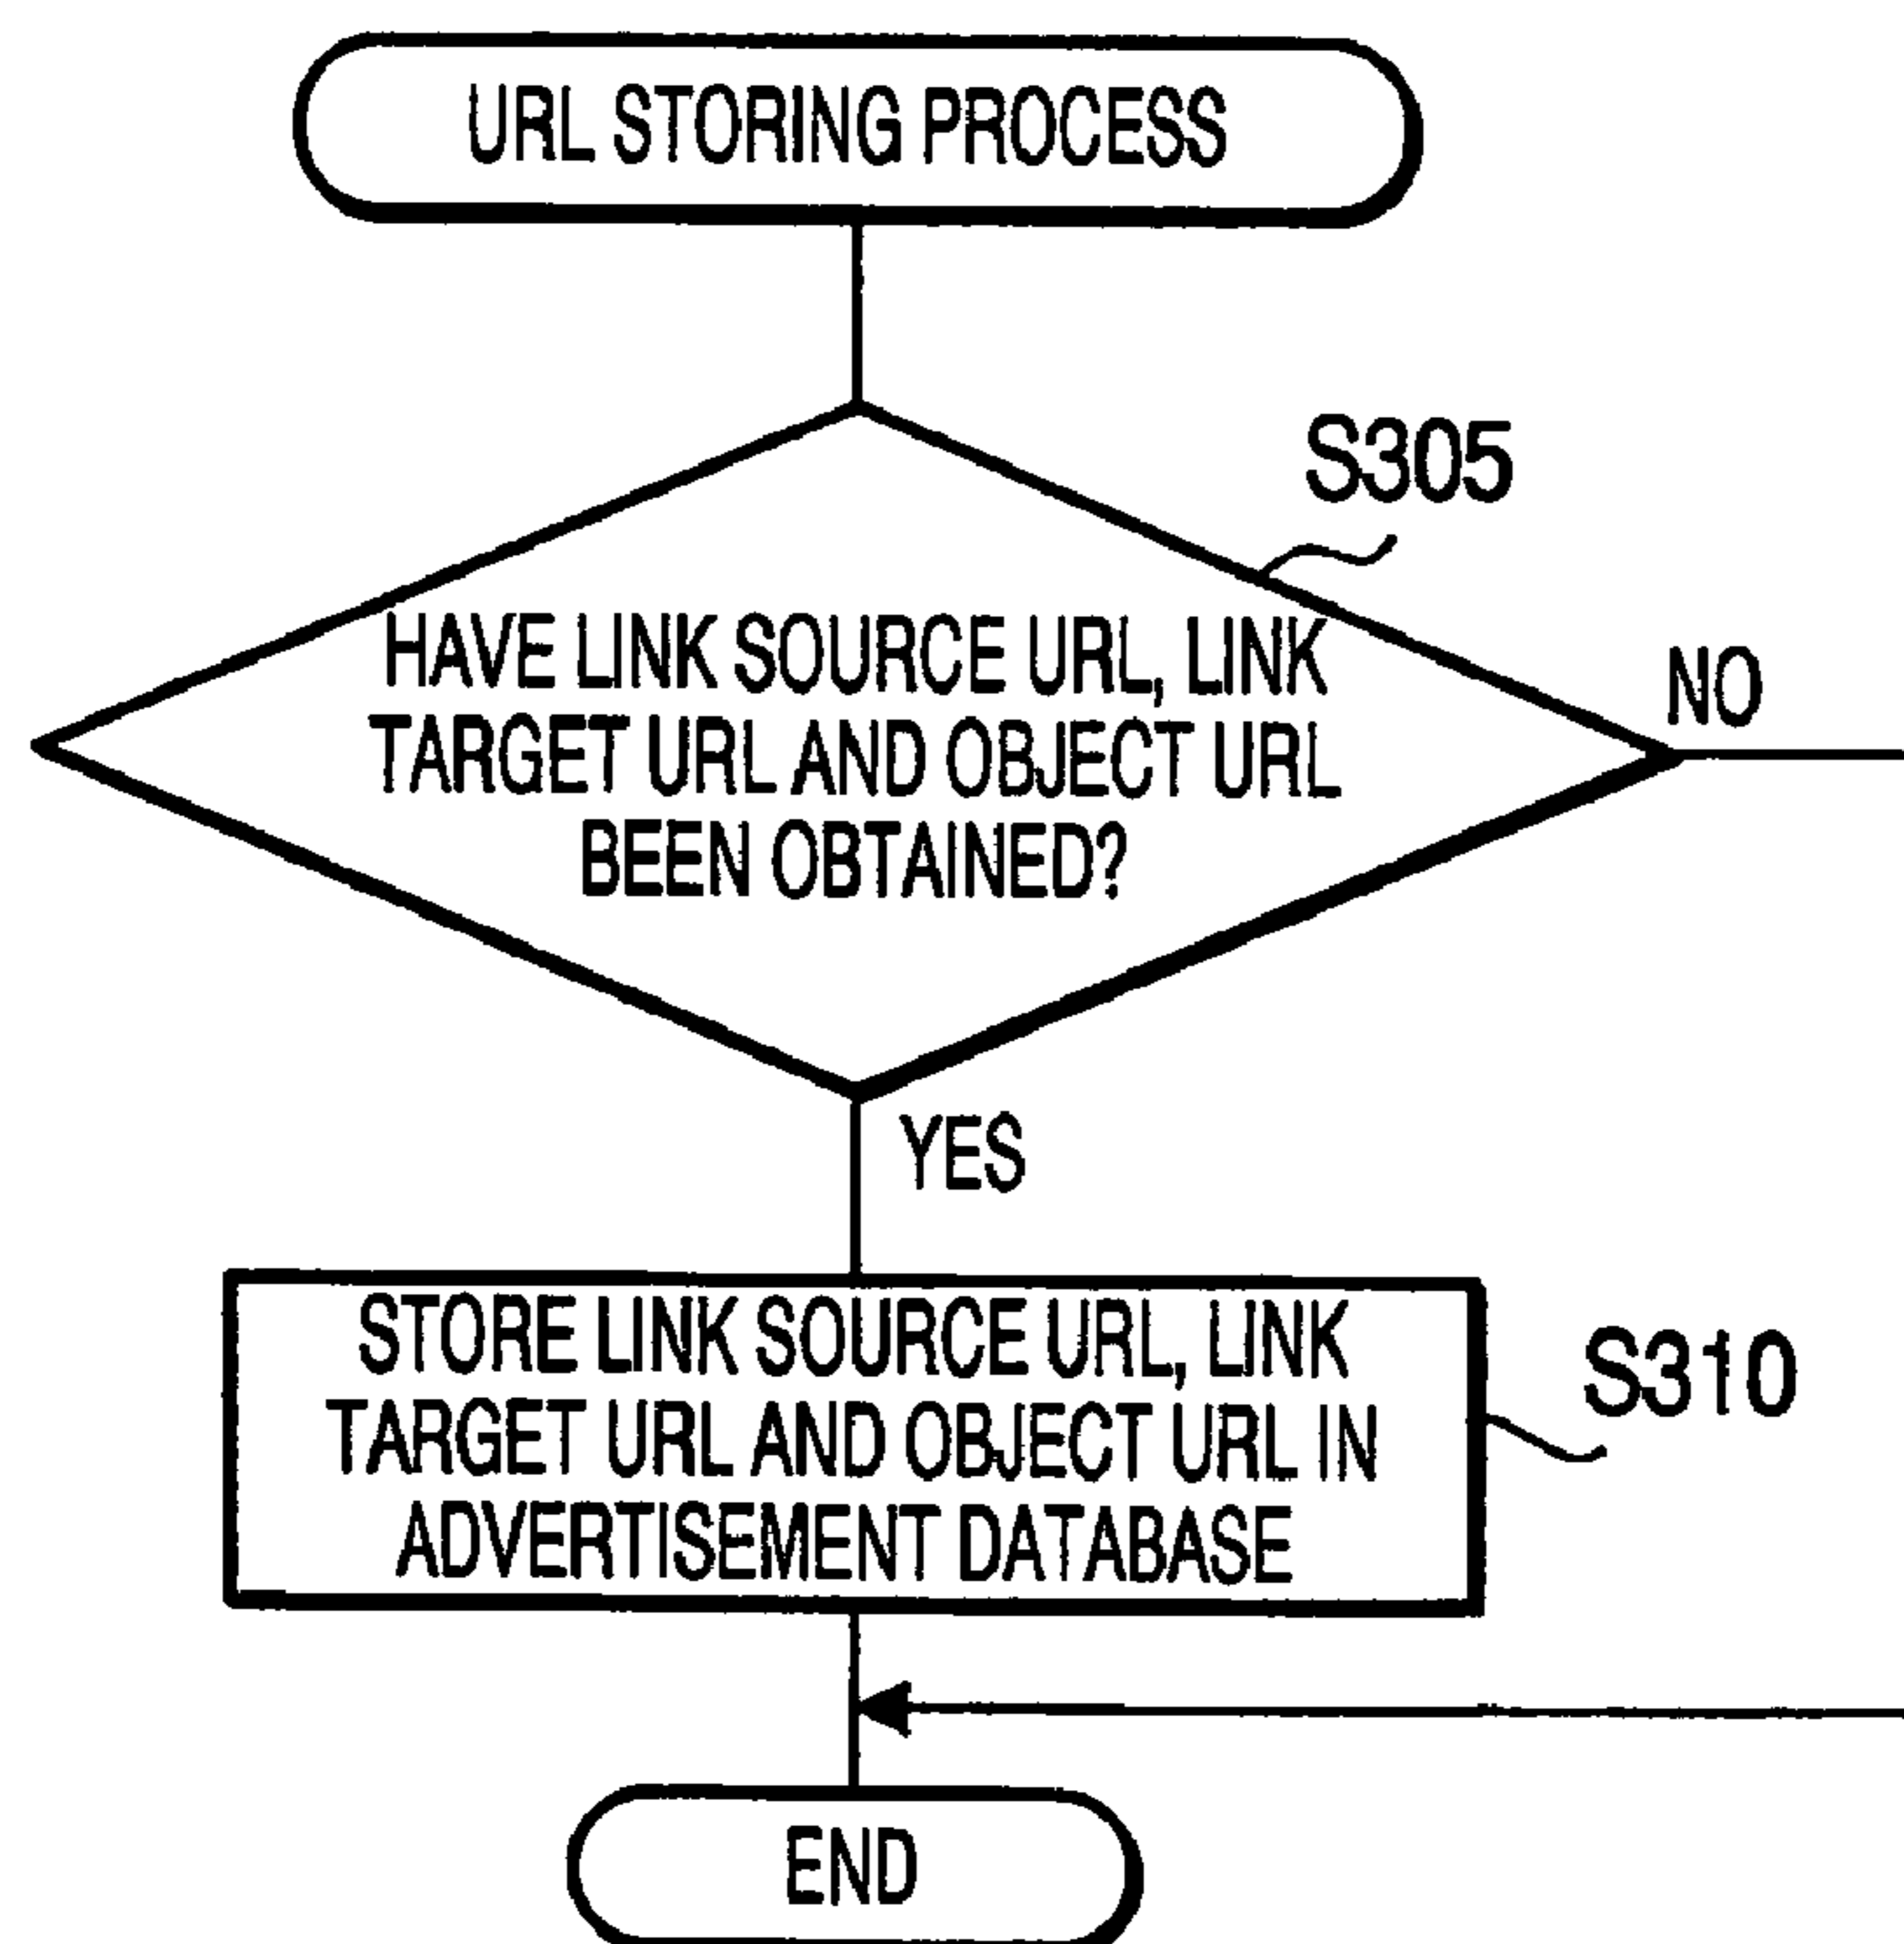 URL STORING PROCESS
S305
HAVE LINK SOURCE URL, LINK
TARGET URL AND OBJECT URL
BEEN OBTAINED?
NO
YES
STORE LINK SOURCE URL, LINK
TARGET URL AND OBJECT URL IN
ADVERTISEMENT DATABASE
S310
END